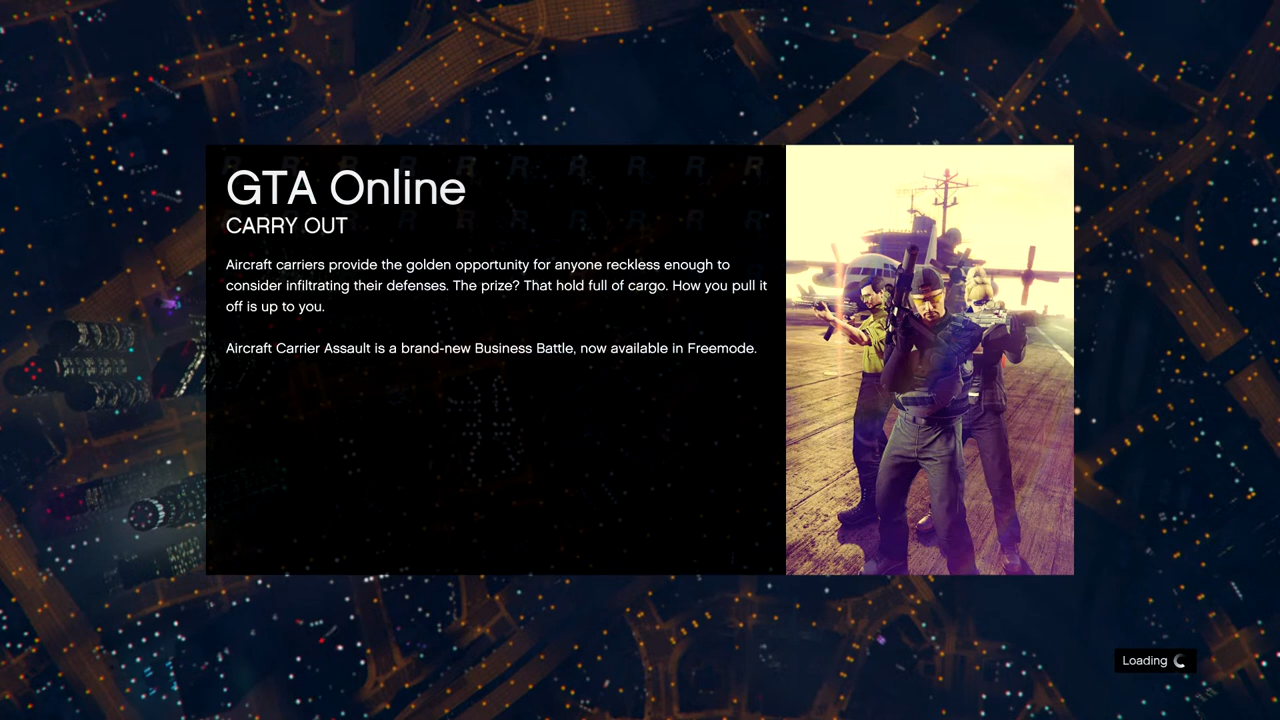 GTA Online
CARRY OUT
Aircraft carriers provide the golden opportunity for anyone reckless enough to
consider infiltrating their defenses. The prize? That hold full of cargo. How you pull it
off is up to you.
Aircraft Carrier Assault is a brand-new Business Battle, now available in Freemode.
Loading